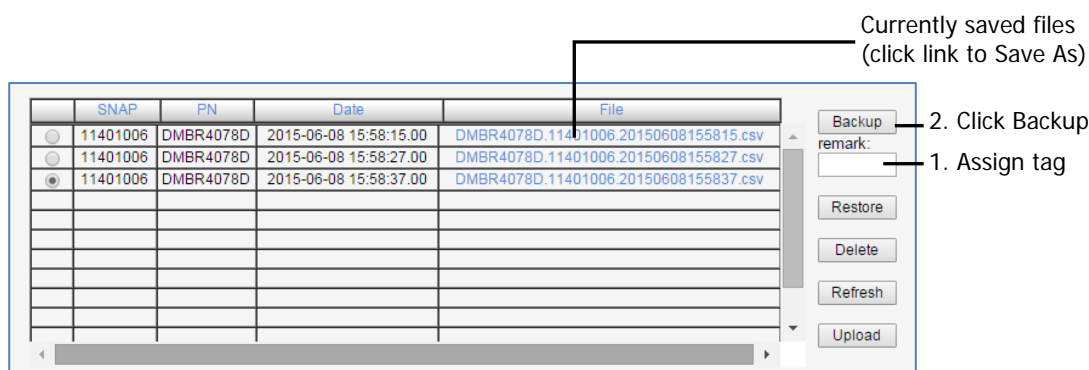 Currently saved files
(click link to Save As)
SNAP PN Date File
11401006 DMBR4078D 2015-06-08 15:58:15.00 DMBR4078D.11401006.20150608155815.csv
11401006 DMBR4078D 2015-06-08 15:58:27.00 DMBR4078D.11401006.20150608155827.csv
11401006 DMBR4078D 2015-06-08 15:58:37.00 DMBR4078D.11401006.20150608155837.csv
Backup
2. Click Backup
remark:
1. Assign tag
Restore
Delete
Refresh
Upload